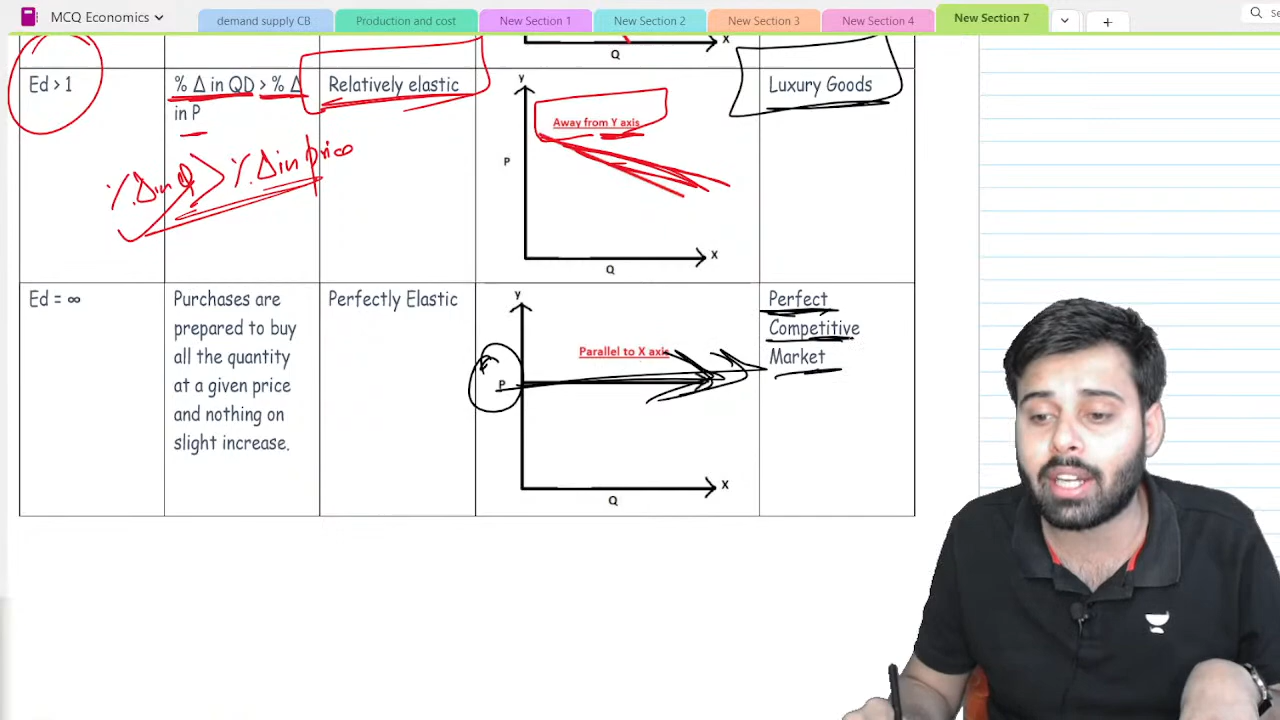 MCQ Economics
demand supply CB
Production and cost
New Section 1
New Section 2
New Section 3
New Section 4
New Section 7
+
Se
X
Q
Ed > 1
% Δ in QD > % Δ
in P
Relatively elastic
y
Away from Y axis
P
X
Q
Luxury Goods
% Δ in Q > % Δ in price
Ed = ∞
Purchases are
prepared to buy
all the quantity
at a given price
and nothing on
slight increase.
Perfectly Elastic
y
Parallel to X axis
P
X
Q
Perfect
Competitive
Market